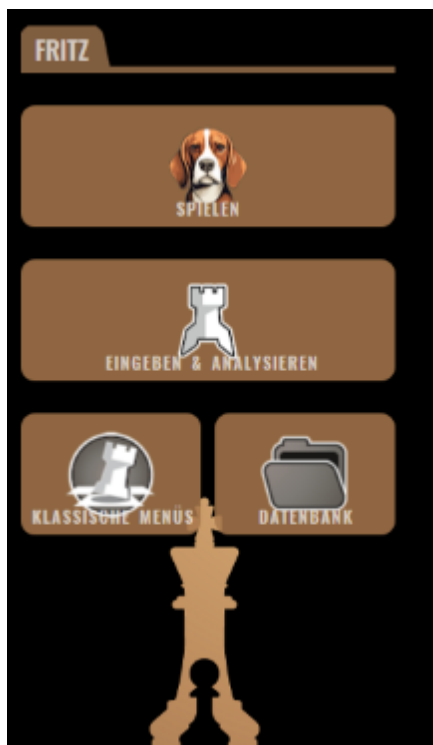 FRITZ
SPIELEN
EINGEBEN & ANALYSIEREN
KLASSISCHE MENÜS
DATENBANK